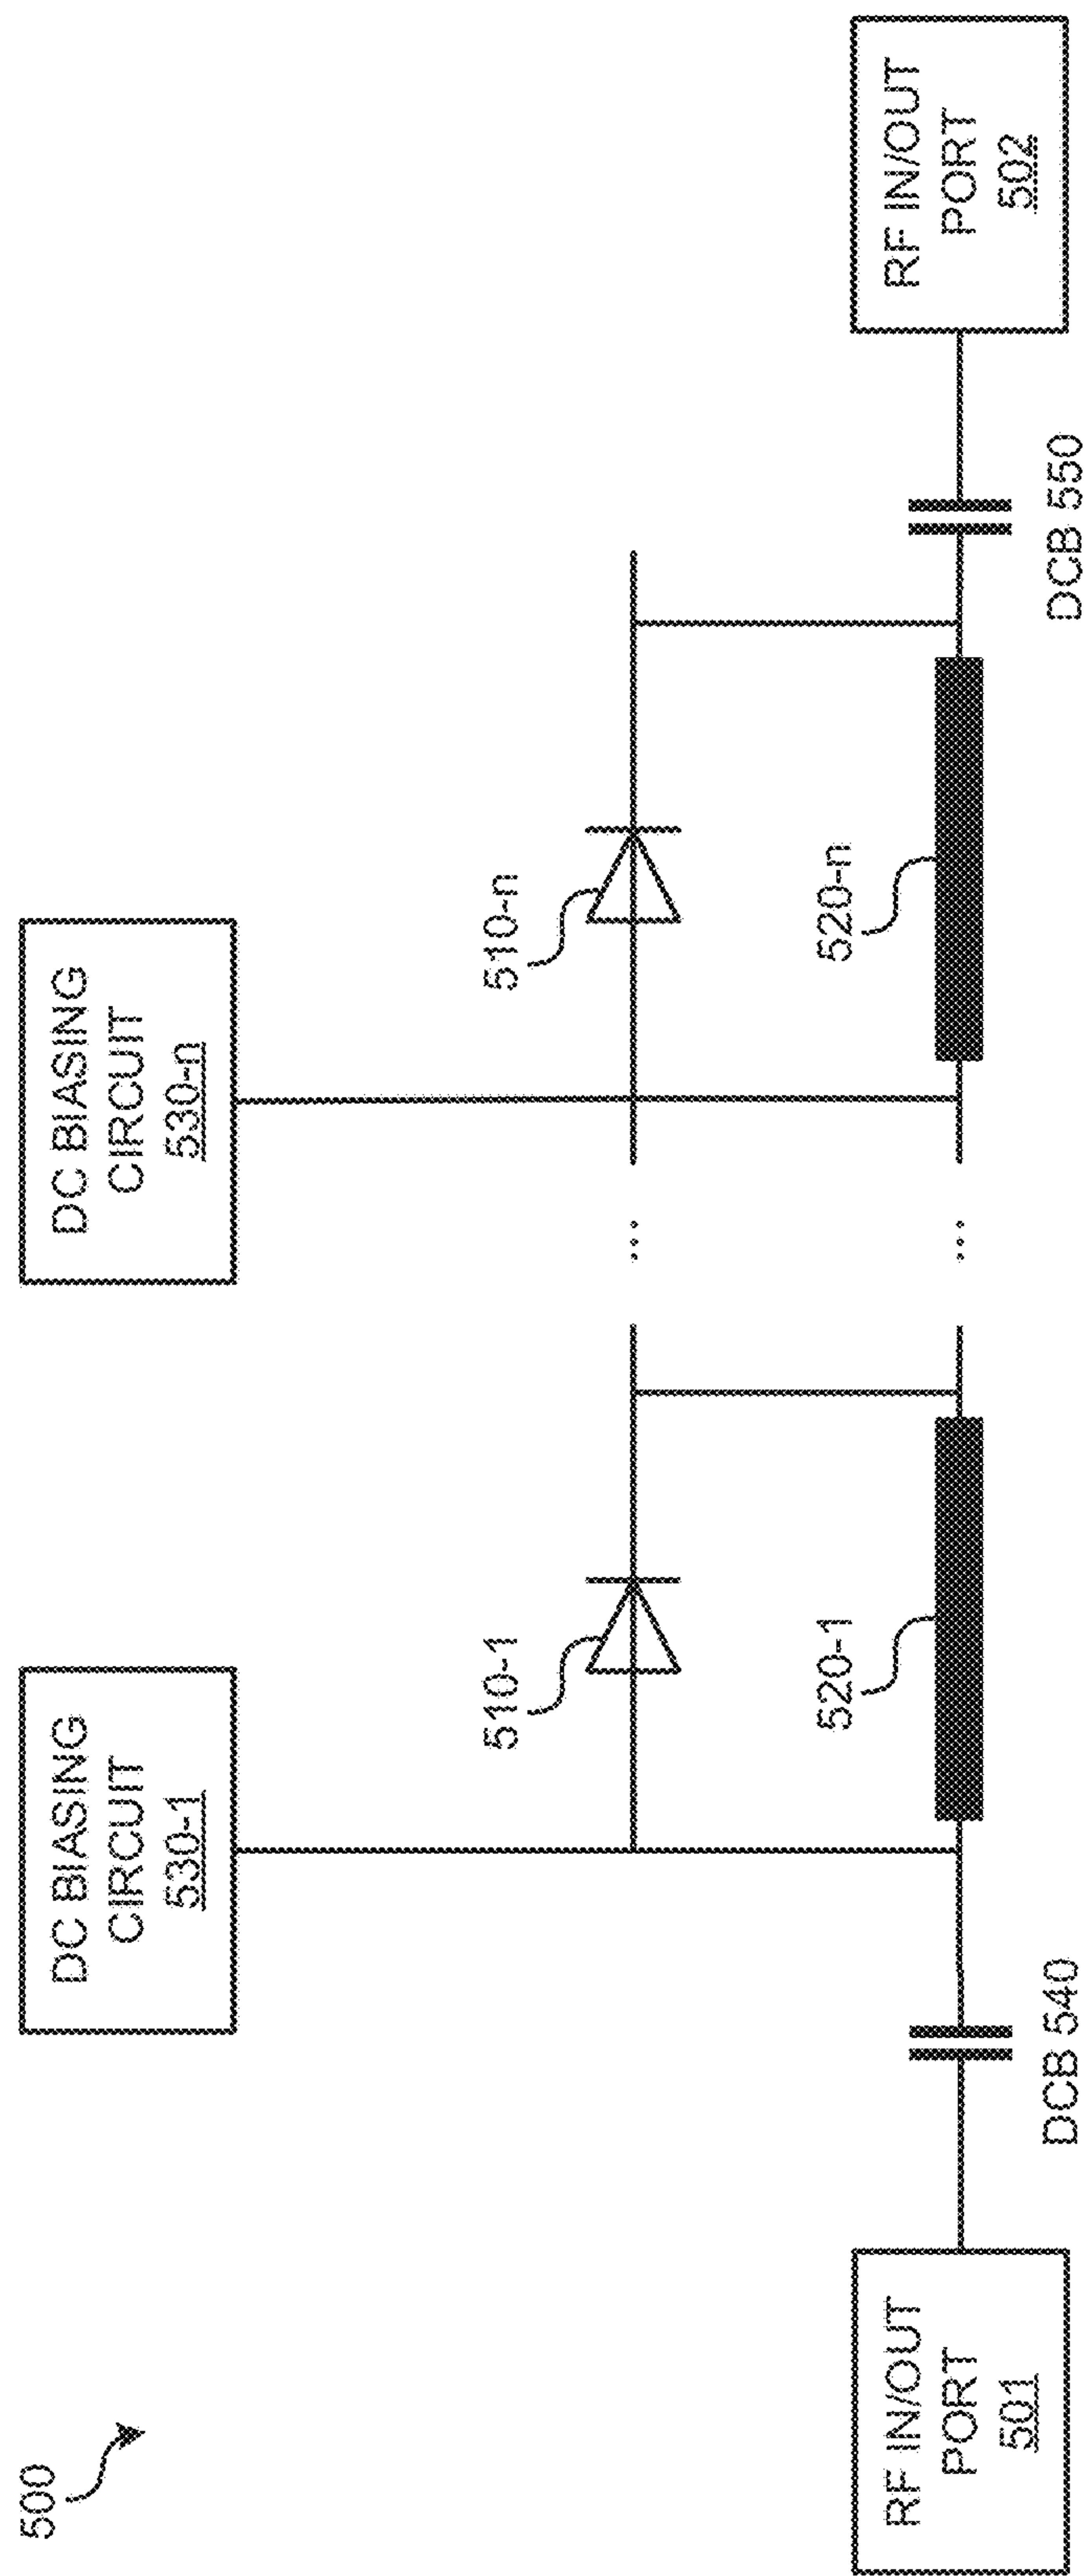 500
DC BIASING
CIRCUIT
530-1
DC BIASING
CIRCUIT
530-n
510-1
510-n
...
520-1
520-n
...
RF IN/OUT
PORT
501
DCB 540
DCB 550
RF IN/OUT
PORT
502